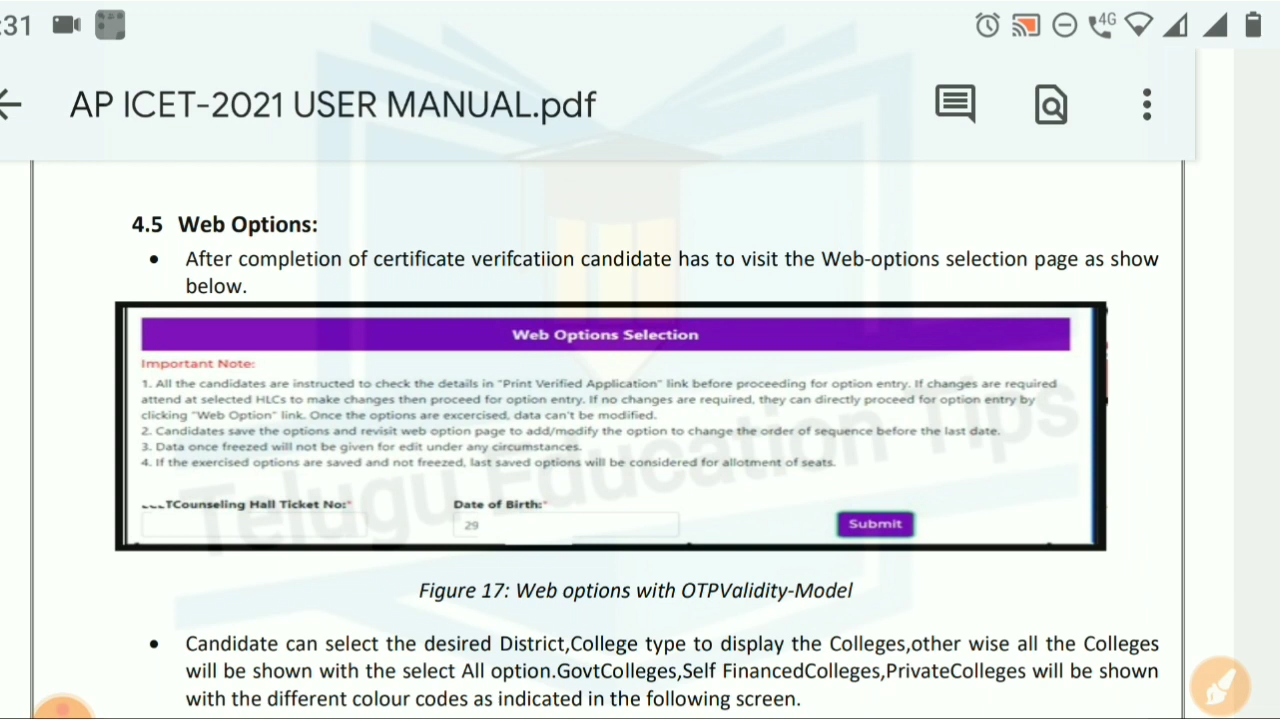 :31
4G
AP ICET-2021 USER MANUAL.pdf
4.5 Web Options:
• After completion of certificate verifcatiion candidate has to visit the Web-options selection page as show
below.
Web Options Selection
Important Note:
1. All the candidates are instructed to check the details in "Print Verified Application" link before proceeding for option entry. If changes are required
attend at selected HLCs to make changes then proceed for option entry. If no changes are required, they can directly proceed for option entry by
clicking "Web Option" link. Once the options are excercised, data can't be modified.
2. Candidates save the options and revisit web option page to add/modify the option to change the order of sequence before the last date.
3. Data once freezed will not be given for edit under any circumstances.
4. If the exercised options are saved and not freezed, last saved options will be considered for allotment of seats.
TCounseling Hall Ticket No:* Date of Birth:*
29 Submit
Telugu Education Tips
Figure 17: Web options with OTPValidity-Model
• Candidate can select the desired District,College type to display the Colleges,other wise all the Colleges
will be shown with the select All option.GovtColleges,Self FinancedColleges,PrivateColleges will be shown
with the different colour codes as indicated in the following screen.